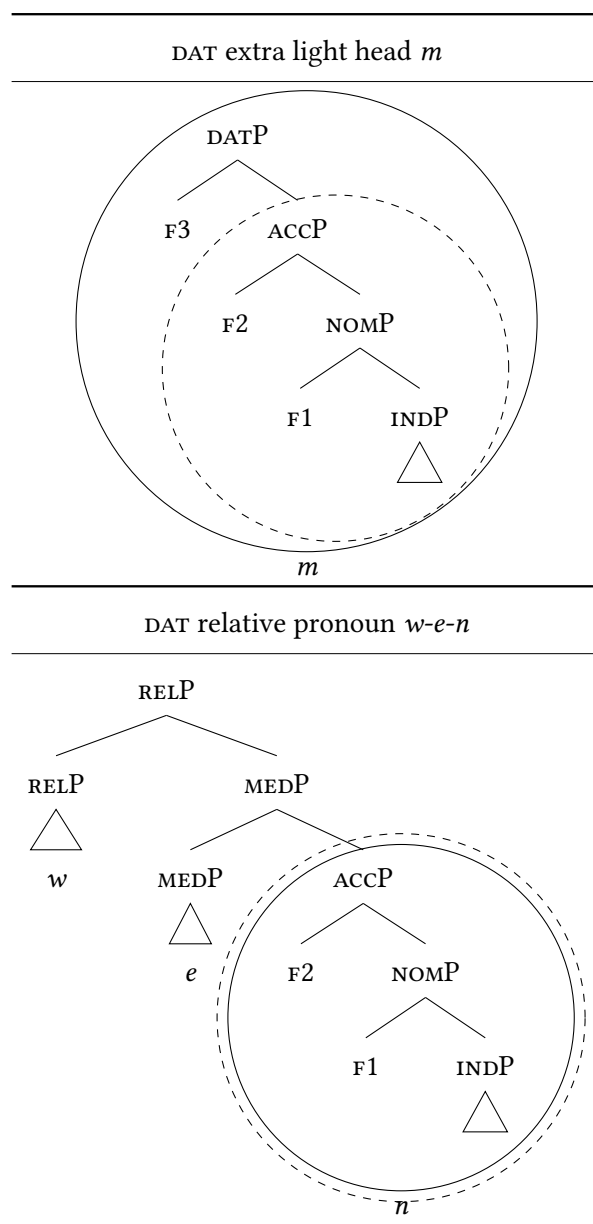 DAT extra light head m
DATP
F3 ACCP
F2 NOMP
F1 INDP
m
DAT relative pronoun w-e-n
RELP
RELP MEDP
w MEDP ACCP
e F2 NOMP
F1 INDP
n